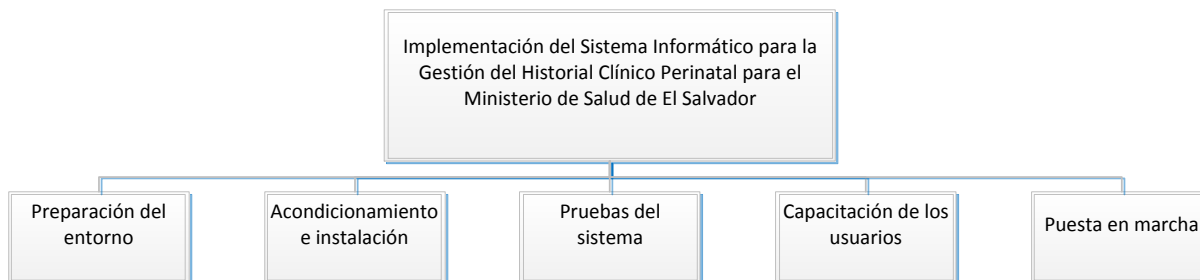 Implementación del Sistema Informático para la
Gestión del Historial Clínico Perinatal para el
Ministerio de Salud de El Salvador
Preparación del
entorno
Acondicionamiento
e instalación
Pruebas del
sistema
Capacitación de los
usuarios
Puesta en marcha